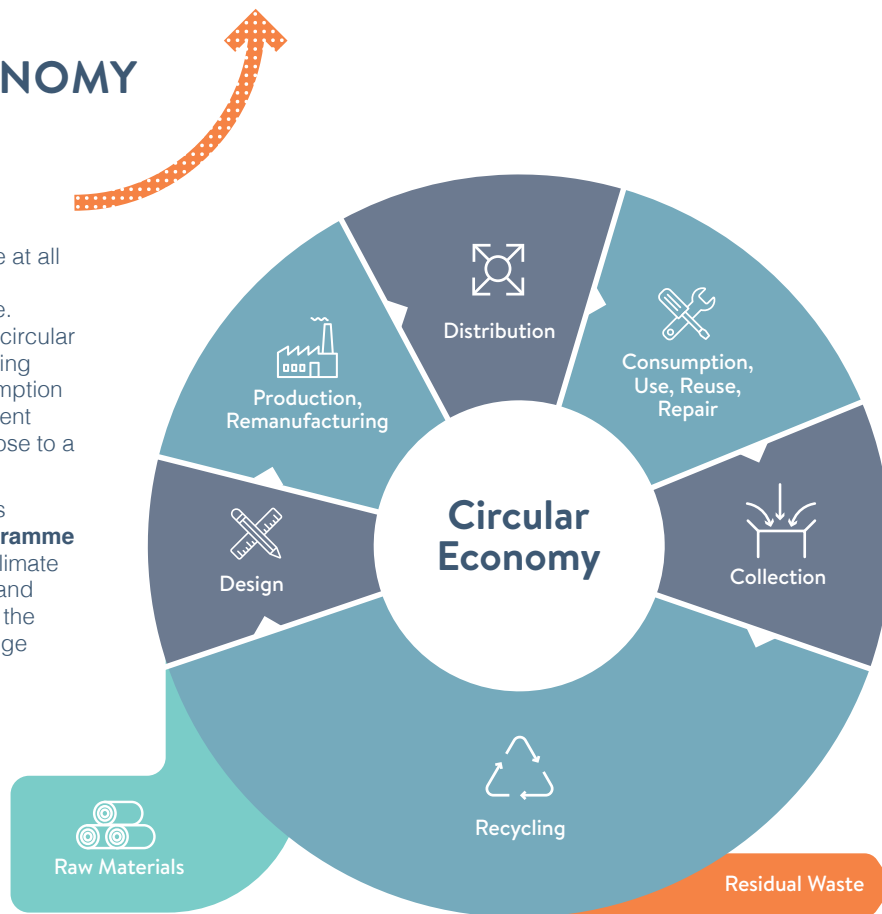 NOMY
e at all
e.
circular
ing
mption
ent
ose to a
s
ramme
limate
and
the
ge
Distribution
Consumption,
Use, Reuse,
Repair
Production,
Remanufacturing
Circular
Economy
Design
Collection
Recycling
Raw Materials
Residual Waste